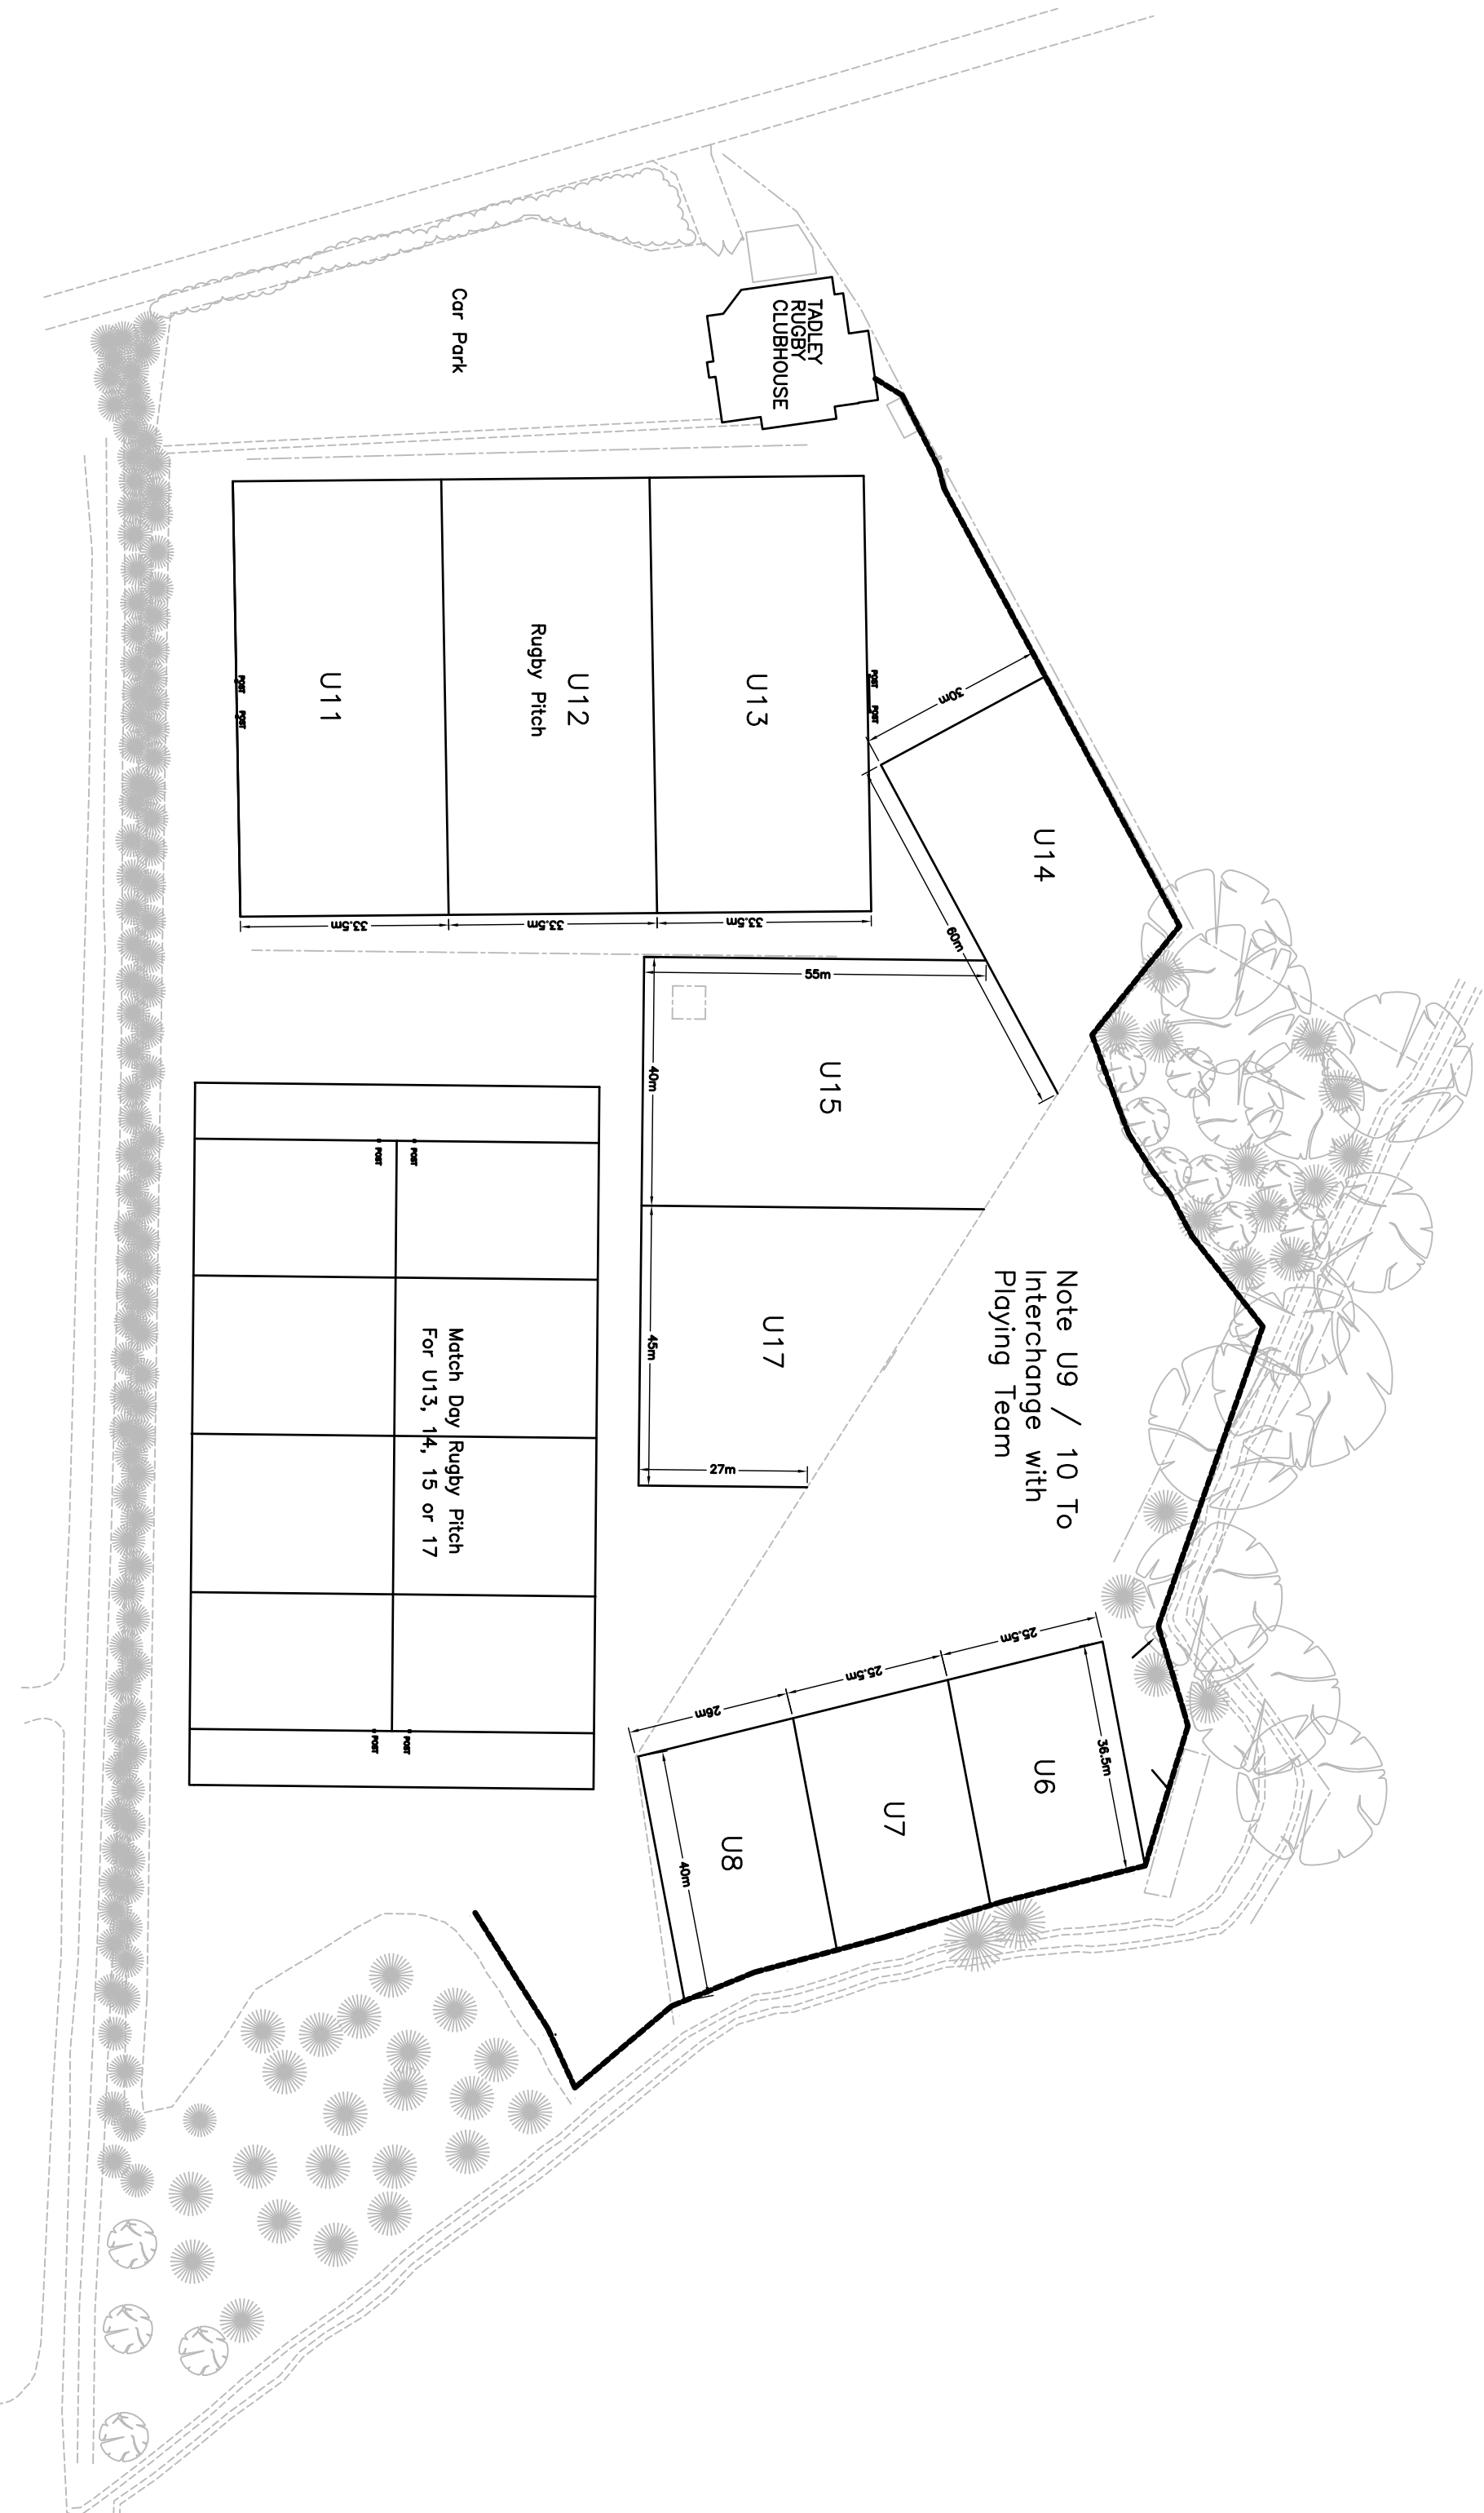 TADLEY
RUGBY
CLUBHOUSE
Car Park
U11
U12
Rugby Pitch
U13
POST
POST
POST
POST
33.5m
33.5m
33.5m
30m
U14
60m
55m
40m
U15
45m
U17
27m
Note U9 / 10 To
Interchange with
Playing Team
POST
POST
Match Day Rugby Pitch
For U13, 14, 15 or 17
POST
POST
25.5m
25.5m
26m
36.5m
U6
U7
U8
40m